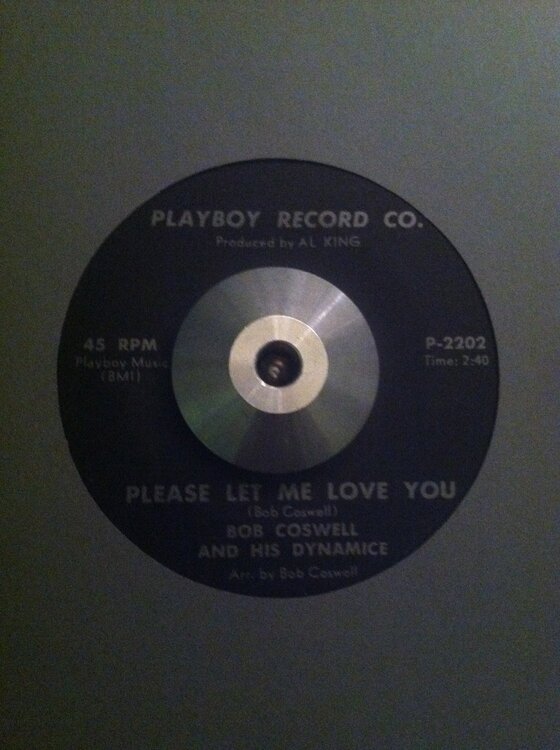 PLAYBOY RECORD CO.
Produced by AL KING
45 RPM
Playboy Music
(BMI)
P-2202
Time: 2:40
PLEASE LET ME LOVE YOU
(Bob Coswell)
BOB COSWELL
AND HIS DYNAMICE
Arr. by Bob Coswell